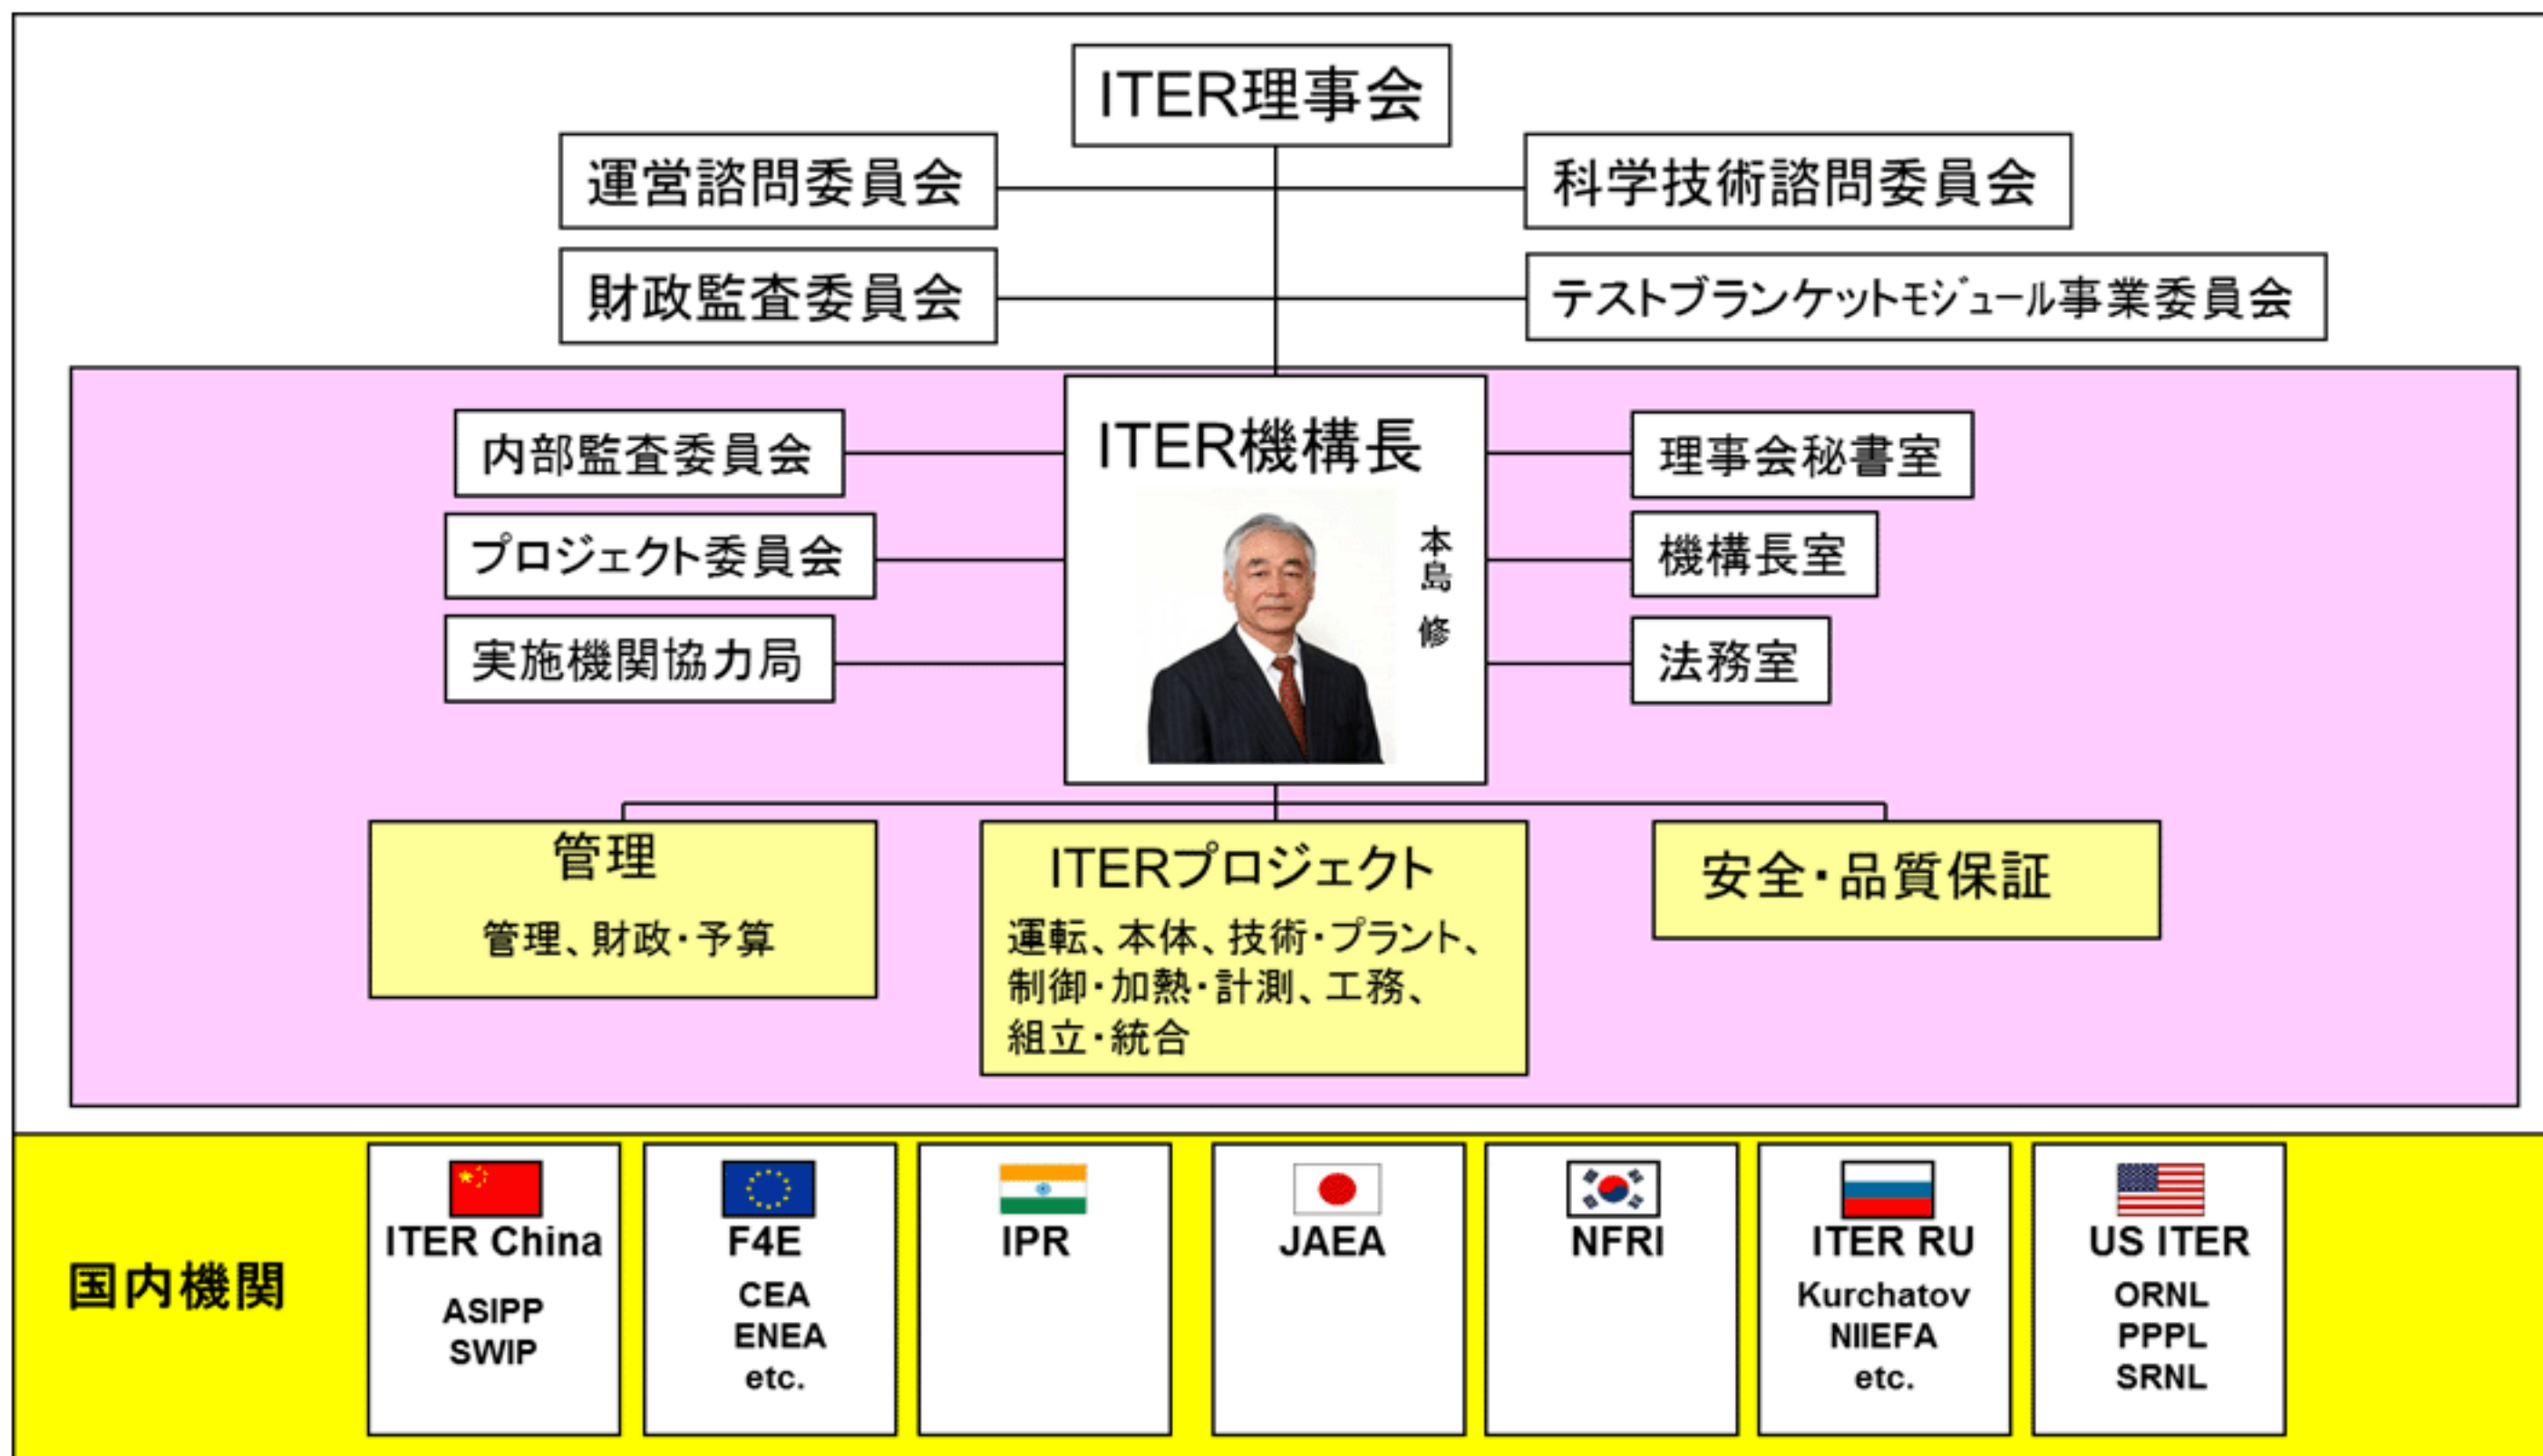 ITER理事会
運営諮問委員会
科学技術諮問委員会
財政監査委員会
テストブランケットモジュール事業委員会
ITER機構長
本島 修
内部監査委員会
プロジェクト委員会
実施機関協力局
理事会秘書室
機構長室
法務室
管理
管理、財政・予算
ITERプロジェクト
運転、本体、技術・プラント、
制御・加熱・計測、工務、
組立・統合
安全・品質保証
国内機関
ITER China
ASIPP
SWIP
F4E
CEA
ENEA
etc.
IPR
JAEA
NFRI
ITER RU
Kurchatov
NIIEFA
etc.
US ITER
ORNL
PPPL
SRNL